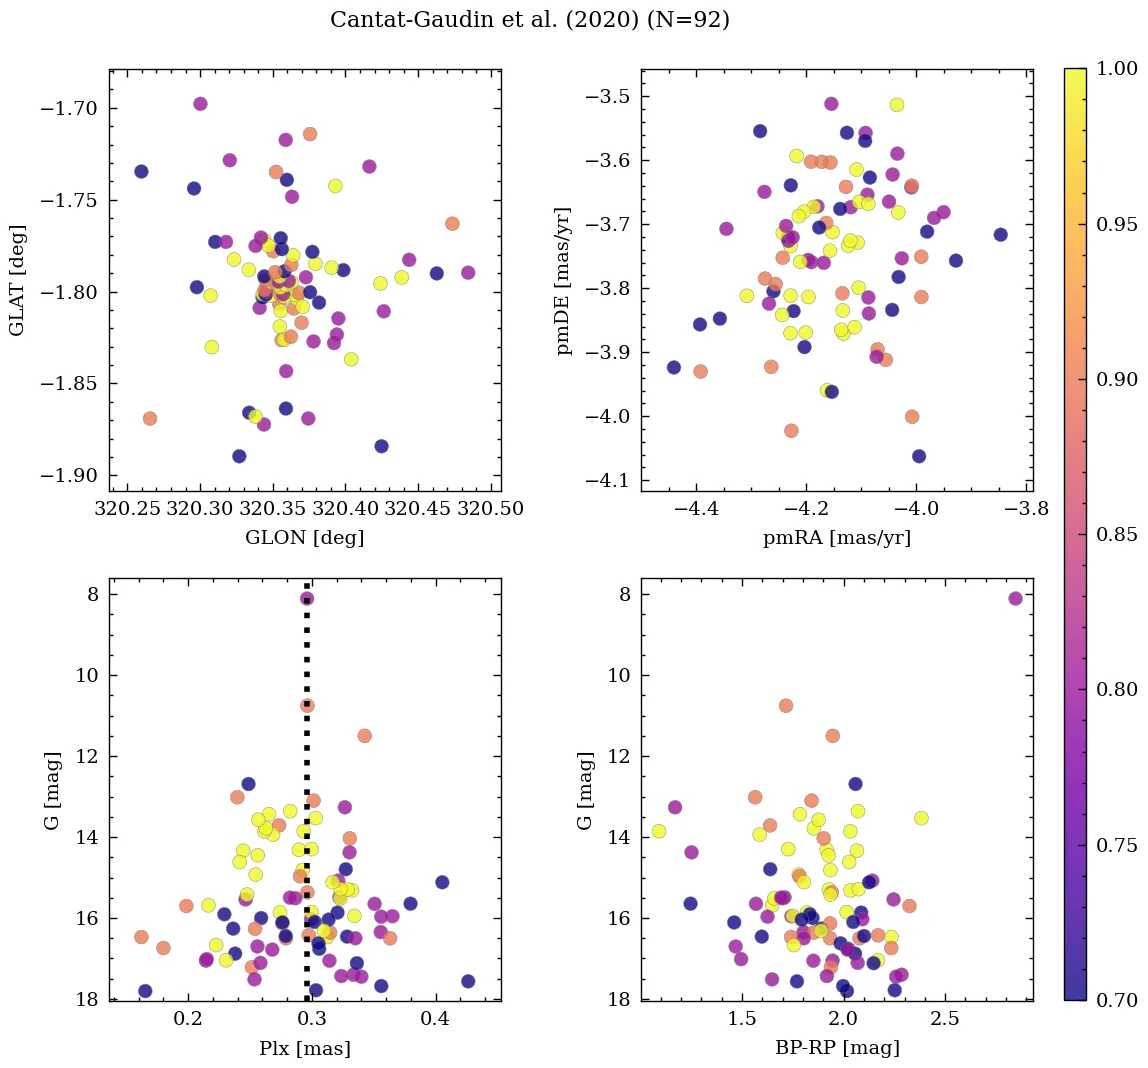 Cantat-Gaudin et al. (2020) (N=92)
−1.70
−1.75
−1.80
−1.85
−1.90
GLAT [deg]
320.25 320.30 320.35 320.40 320.45 320.50
GLON [deg]
−3.5
−3.6
−3.7
−3.8
−3.9
−4.0
−4.1
pmDE [mas/yr]
−4.4 −4.2 −4.0 −3.8
pmRA [mas/yr]
8
10
12
14
16
18
G [mag]
0.2 0.3 0.4
Plx [mas]
8
10
12
14
16
18
G [mag]
1.5 2.0 2.5
BP-RP [mag]
1.00
0.95
0.90
0.85
0.80
0.75
0.70